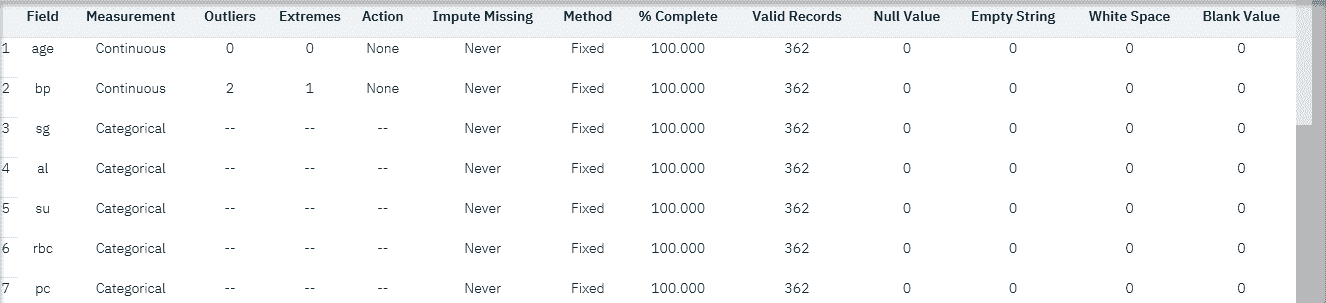 Field Measurement Outliers Extremes Action Impute Missing Method % Complete Valid Records Null Value Empty String White Space Blank Value
1 age Continuous 0 0 None Never Fixed 100.000 362 0 0 0 0
2 bp Continuous 2 1 None Never Fixed 100.000 362 0 0 0 0
3 sg Categorical -- -- -- Never Fixed 100.000 362 0 0 0 0
4 al Categorical -- -- -- Never Fixed 100.000 362 0 0 0 0
5 su Categorical -- -- -- Never Fixed 100.000 362 0 0 0 0
6 rbc Categorical -- -- -- Never Fixed 100.000 362 0 0 0 0
7 pc Categorical -- -- -- Never Fixed 100.000 362 0 0 0 0